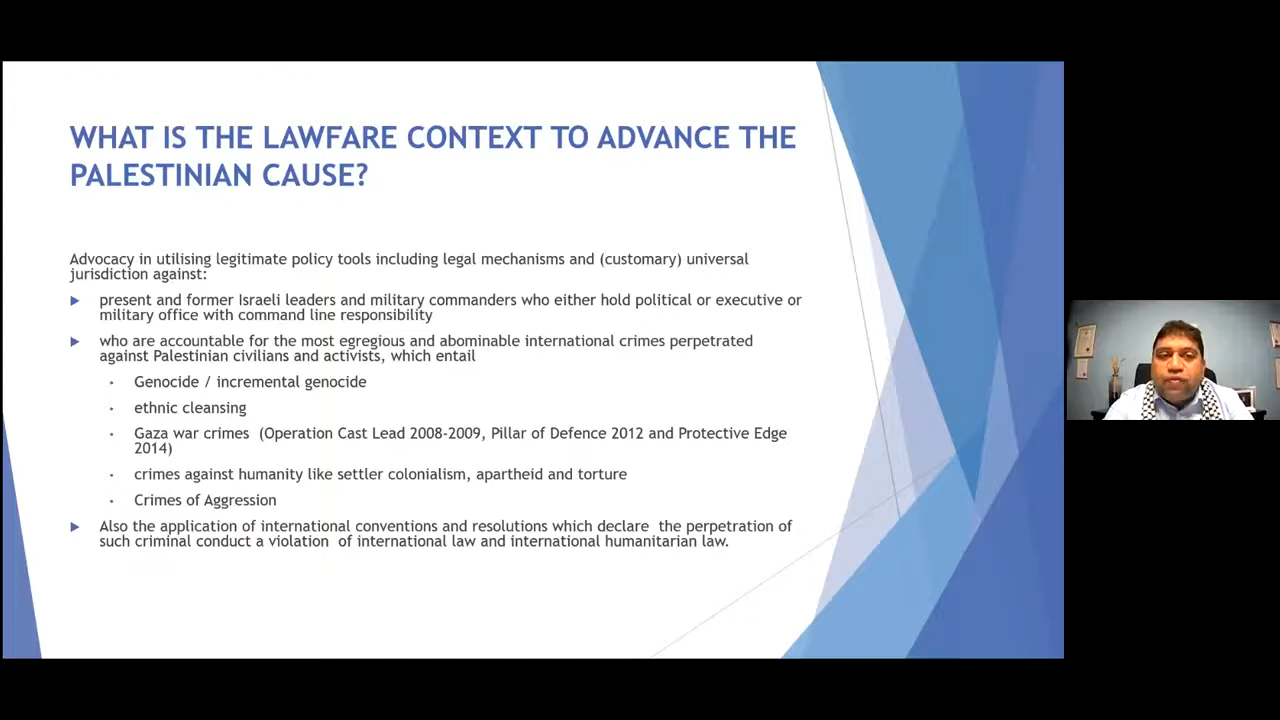 WHAT IS THE LAWFARE CONTEXT TO ADVANCE THE
PALESTINIAN CAUSE?
Advocacy in utilising legitimate policy tools including legal mechanisms and (customary) universal
jurisdiction against:
present and former Israeli leaders and military commanders who either hold political or executive or
military office with command line responsibility
who are accountable for the most egregious and abominable international crimes perpetrated
against Palestinian civilians and activists, which entail
Genocide / incremental genocide
ethnic cleansing
Gaza war crimes  (Operation Cast Lead 2008-2009, Pillar of Defence 2012 and Protective Edge
2014)
crimes against humanity like settler colonialism, apartheid and torture
Crimes of Aggression
Also the application of international conventions and resolutions which declare  the perpetration of
such criminal conduct a violation  of international law and international humanitarian law.